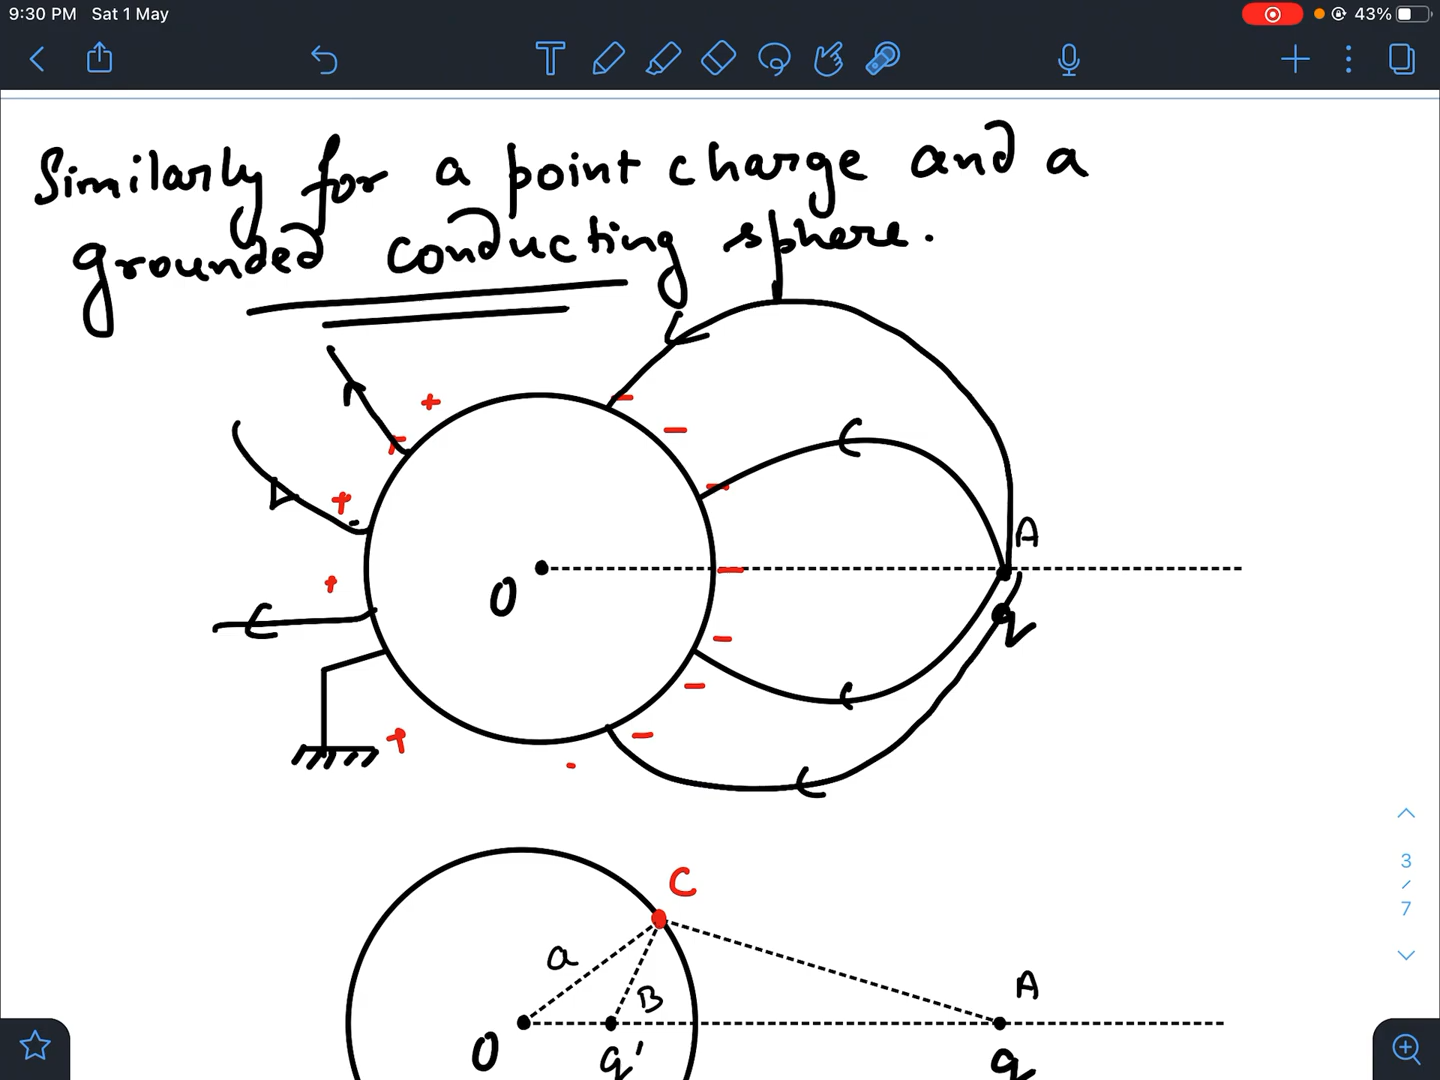 9:30 PM Sat 1 May
43%
T
Similarly for a point charge and a
grounded conducting sphere.
+
+
+
+
+
-
-
-
-
-
-
-
A
O
q
3
/
7
C
a
B
A
O
q'
q